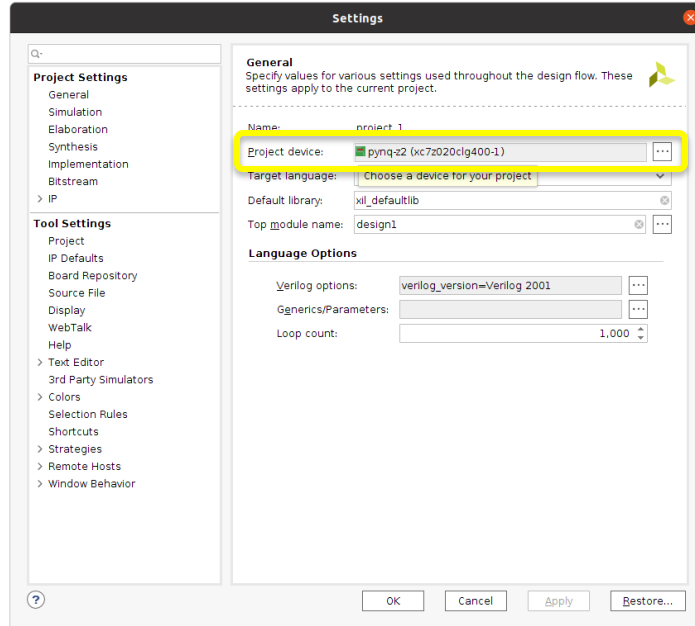 Settings
Q-
Project Settings
General
Simulation
Elaboration
Synthesis
Implementation
Bitstream
> IP
Tool Settings
Project
IP Defaults
Board Repository
Source File
Display
WebTalk
Help
> Text Editor
3rd Party Simulators
> Colors
Selection Rules
Shortcuts
> Strategies
> Remote Hosts
> Window Behavior
General
Specify values for various settings used throughout the design flow. These
settings apply to the current project.
Name: project_1
Project device: pynq-z2 (xc7z020clg400-1) ...
Target language: Choose a device for your project
Default library: xil_defaultlib
Top module name: design1 ...
Language Options
Verilog options: verilog_version=Verilog 2001 ...
Generics/Parameters: ...
Loop count: 1,000
? OK Cancel Apply Restore...